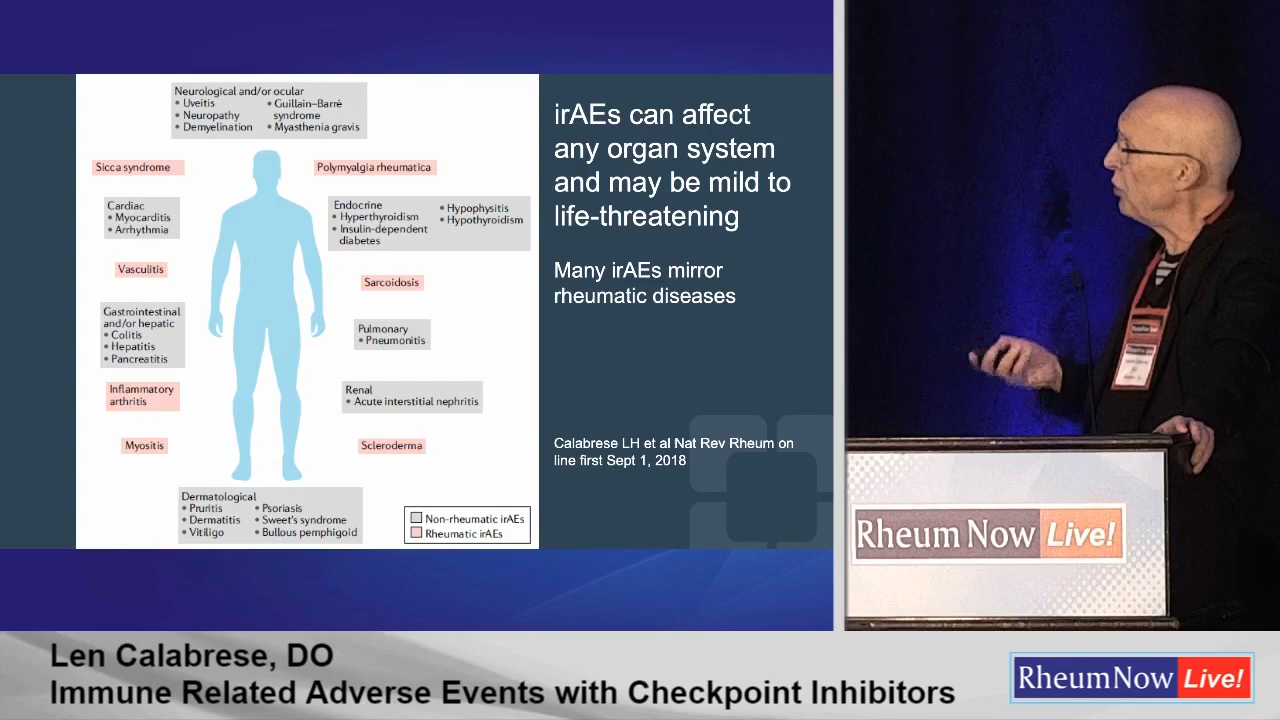 Neurological and/or ocular
• Uveitis
• Neuropathy
• Demyelination
• Guillain–Barré
syndrome
• Myasthenia gravis
Sicca syndrome
Polymyalgia rheumatica
Cardiac
• Myocarditis
• Arrhythmia
Endocrine
• Hyperthyroidism
• Insulin-dependent
diabetes
• Hypophysitis
• Hypothyroidism
Vasculitis
Sarcoidosis
Gastrointestinal
and/or hepatic
• Colitis
• Hepatitis
• Pancreatitis
Pulmonary
• Pneumonitis
Inflammatory
arthritis
Renal
• Acute interstitial nephritis
Myositis
Scleroderma
Dermatological
• Pruritis
• Dermatitis
• Vitiligo
• Psoriasis
• Sweet's syndrome
• Bullous pemphigoid
Non-rheumatic irAEs
Rheumatic irAEs
irAEs can affect
any organ system
and may be mild to
life-threatening
Many irAEs mirror
rheumatic diseases
Calabrese LH et al Nat Rev Rheum on
line first Sept 1, 2018
Rheum Now Live!
Len Calabrese, DO
Immune Related Adverse Events with Checkpoint Inhibitors
RheumNow Live!